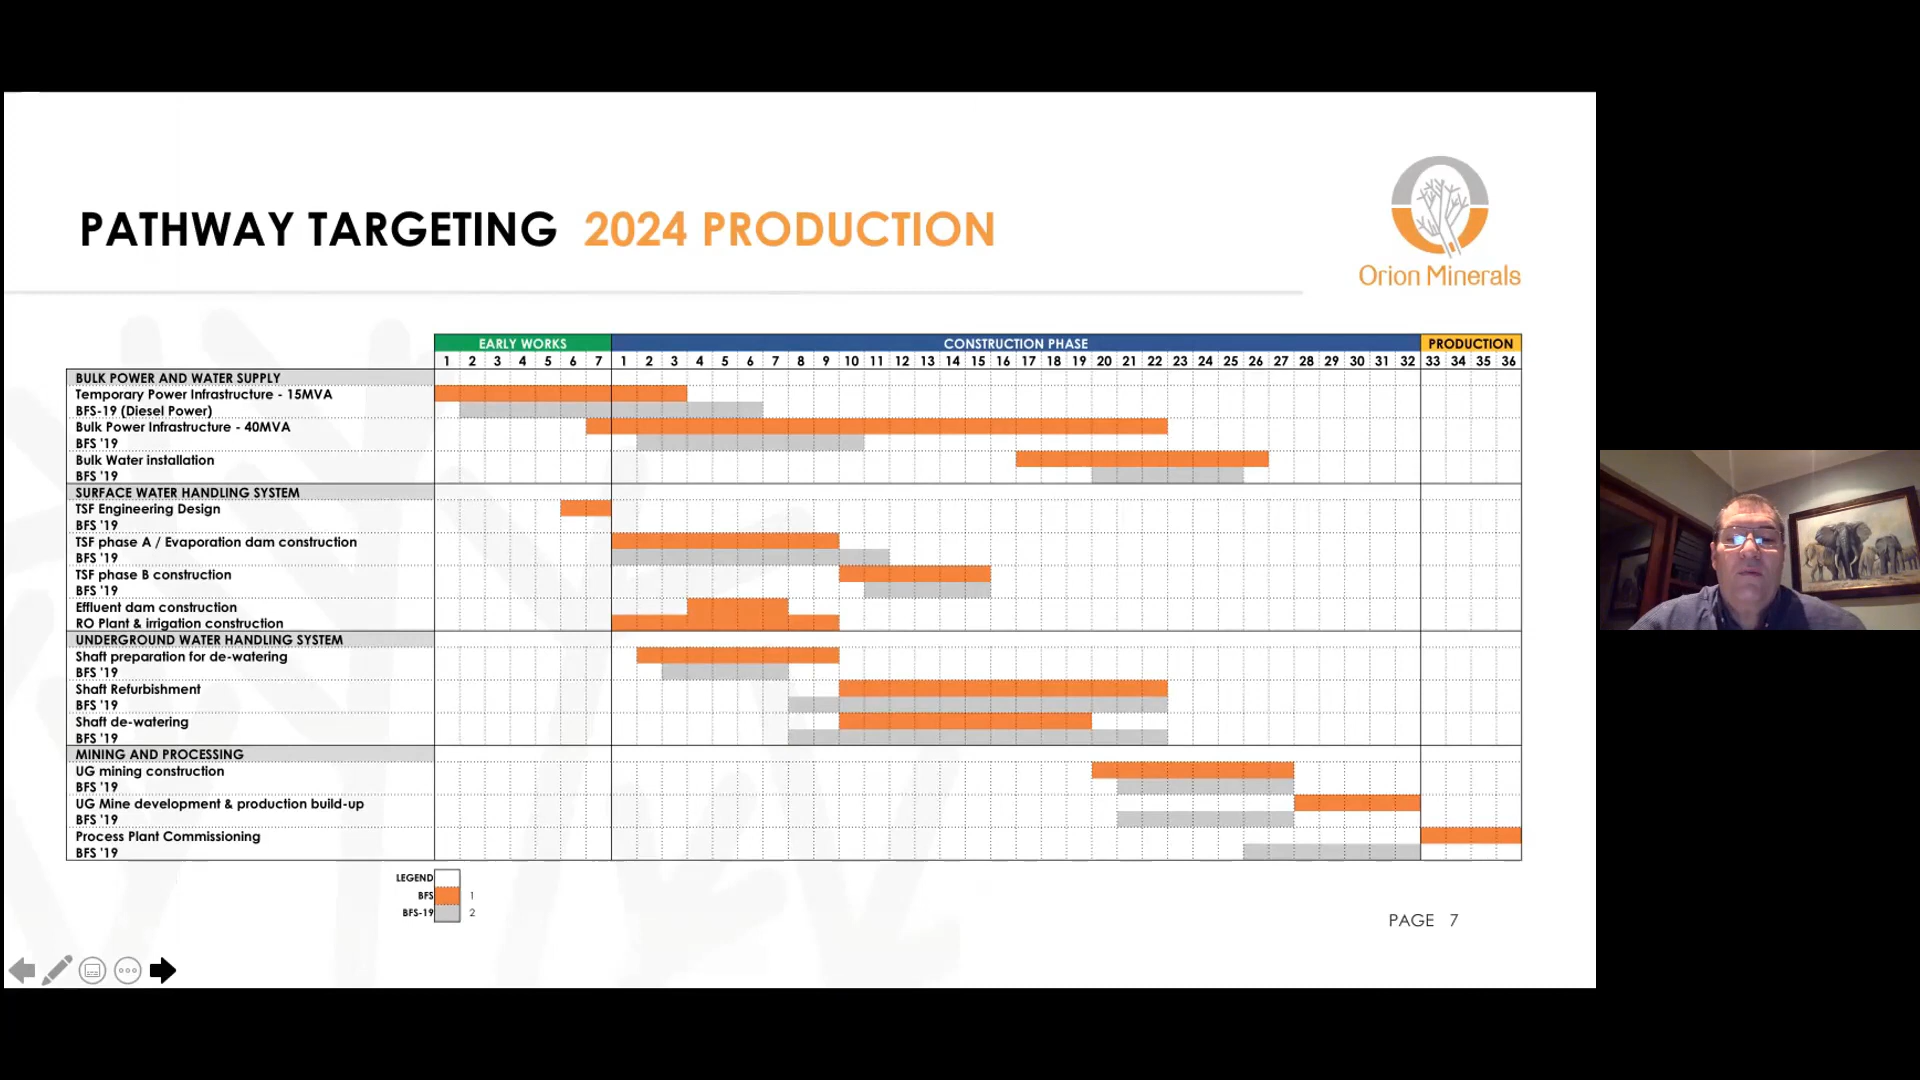 PATHWAY TARGETING 2024 PRODUCTION
Orion Minerals
EARLY WORKS CONSTRUCTION PHASE PRODUCTION
1 2 3 4 5 6 7 1 2 3 4 5 6 7 8 9 10 11 12 13 14 15 16 17 18 19 20 21 22 23 24 25 26 27 28 29 30 31 32 33 34 35 36
BULK POWER AND WATER SUPPLY
Temporary Power Infrastructure - 15MVA
BFS-19 (Diesel Power)
Bulk Power Infrastructure - 40MVA
BFS '19
Bulk Water installation
BFS '19
SURFACE WATER HANDLING SYSTEM
TSF Engineering Design
BFS '19
TSF phase A / Evaporation dam construction
BFS '19
TSF phase B construction
BFS '19
Effluent dam construction
RO Plant & irrigation construction
UNDERGROUND WATER HANDLING SYSTEM
Shaft preparation for de-watering
BFS '19
Shaft Refurbishment
BFS '19
Shaft de-watering
BFS '19
MINING AND PROCESSING
UG mining construction
BFS '19
UG Mine development & production build-up
BFS '19
Process Plant Commissioning
BFS '19
LEGEND
BFS 1
BFS-19 2
PAGE 7